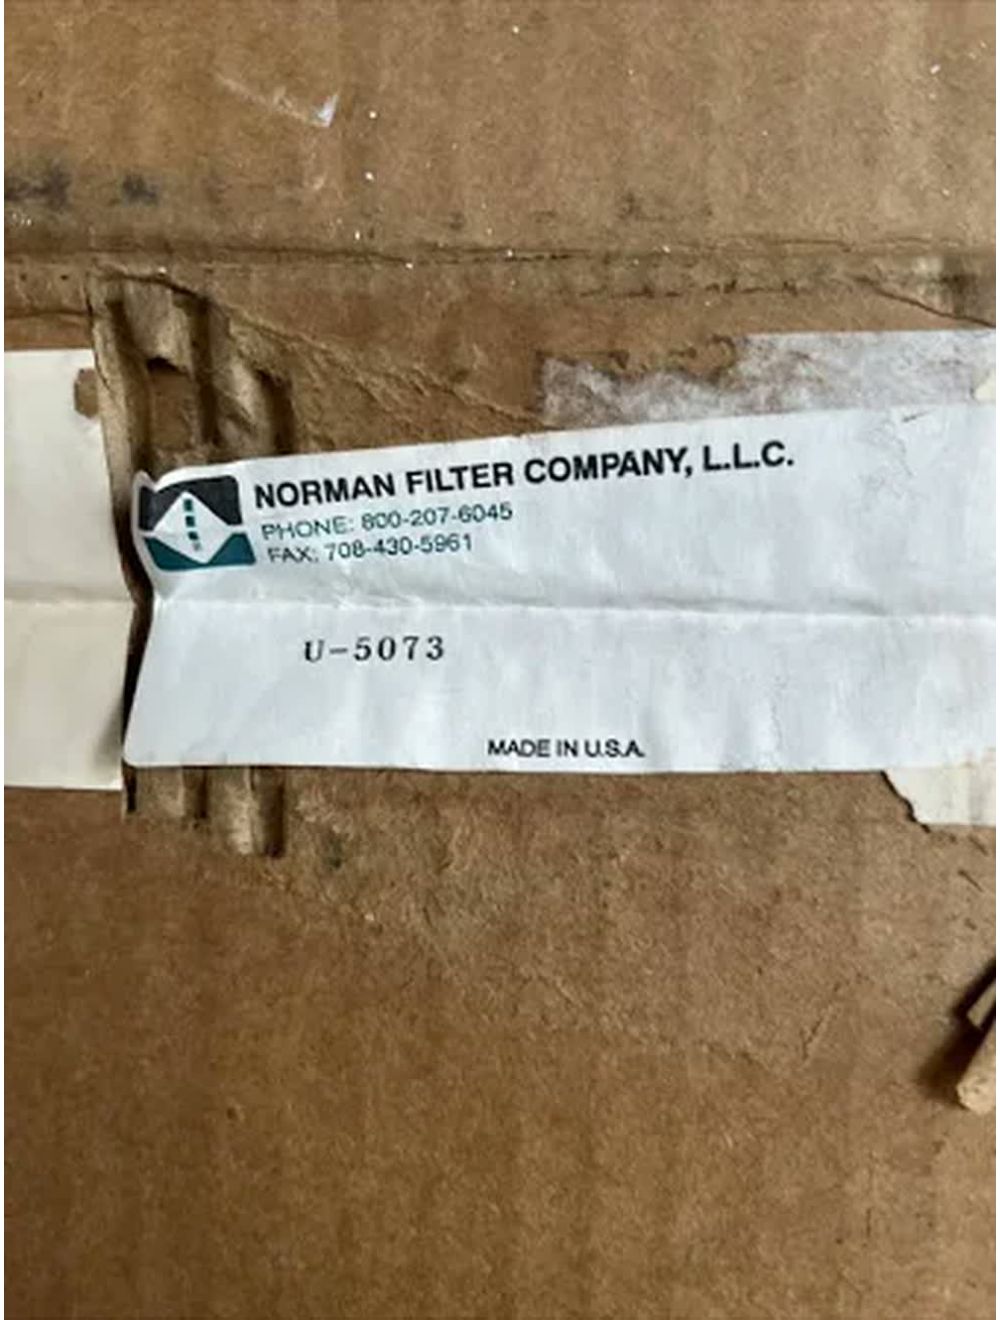 NORMAN FILTER COMPANY, L.L.C.
PHONE: 800-207-6045
FAX: 708-430-5961
U-5073
MADE IN U.S.A.